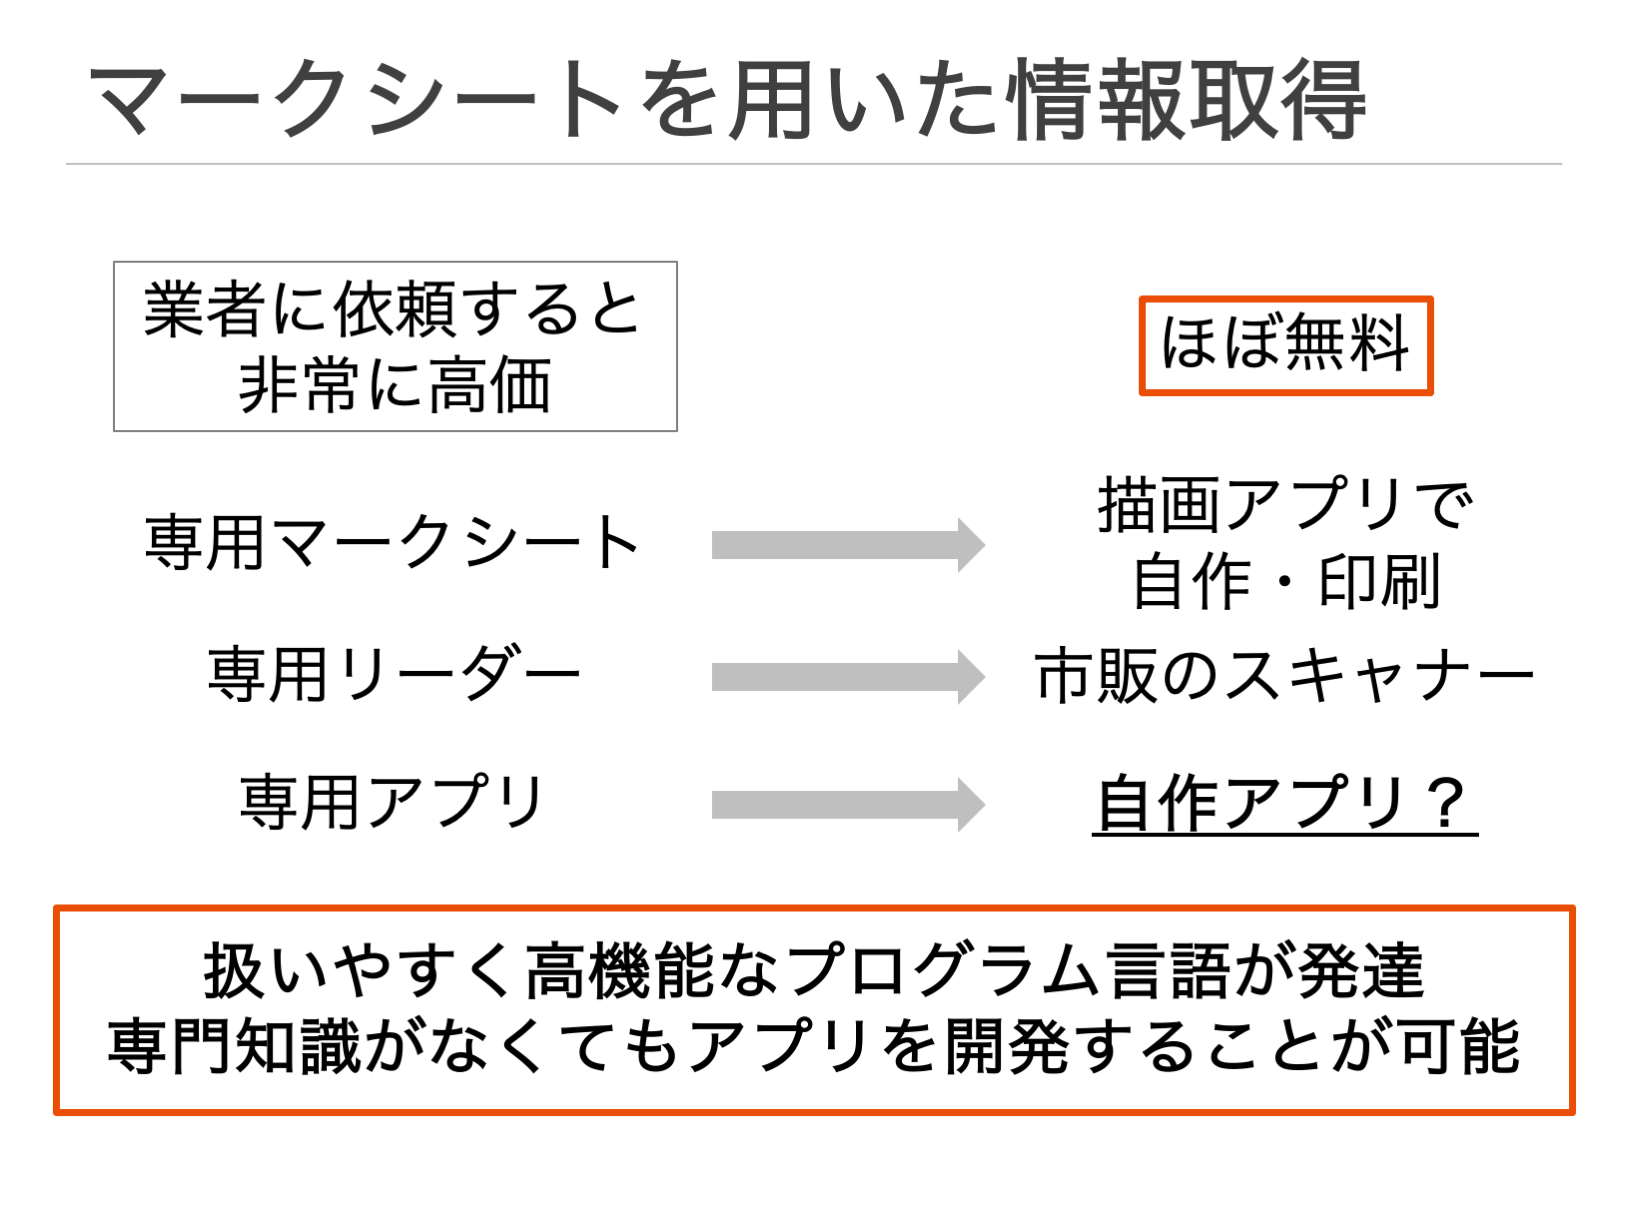 マークシートを用いた情報取得
業者に依頼すると
非常に高価
ほぼ無料
専用マークシート
描画アプリで
自作・印刷
専用リーダー
市販のスキャナー
専用アプリ
自作アプリ？
扱いやすく高機能なプログラム言語が発達
専門知識がなくてもアプリを開発することが可能